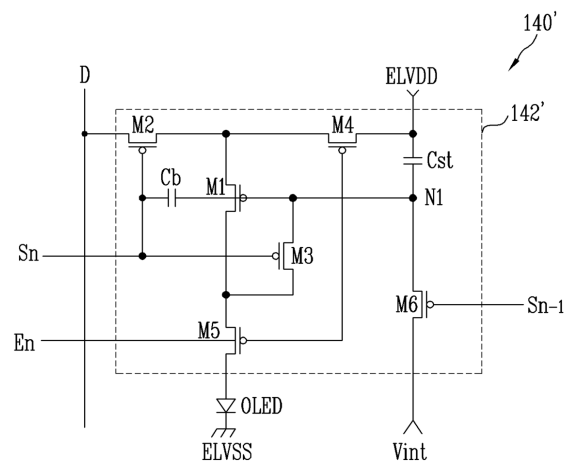 140'
D
ELVDD
142'
M2
M4
Cst
Cb
M1
N1
Sn
M3
M6
Sn-1
En
M5
OLED
ELVSS
Vint